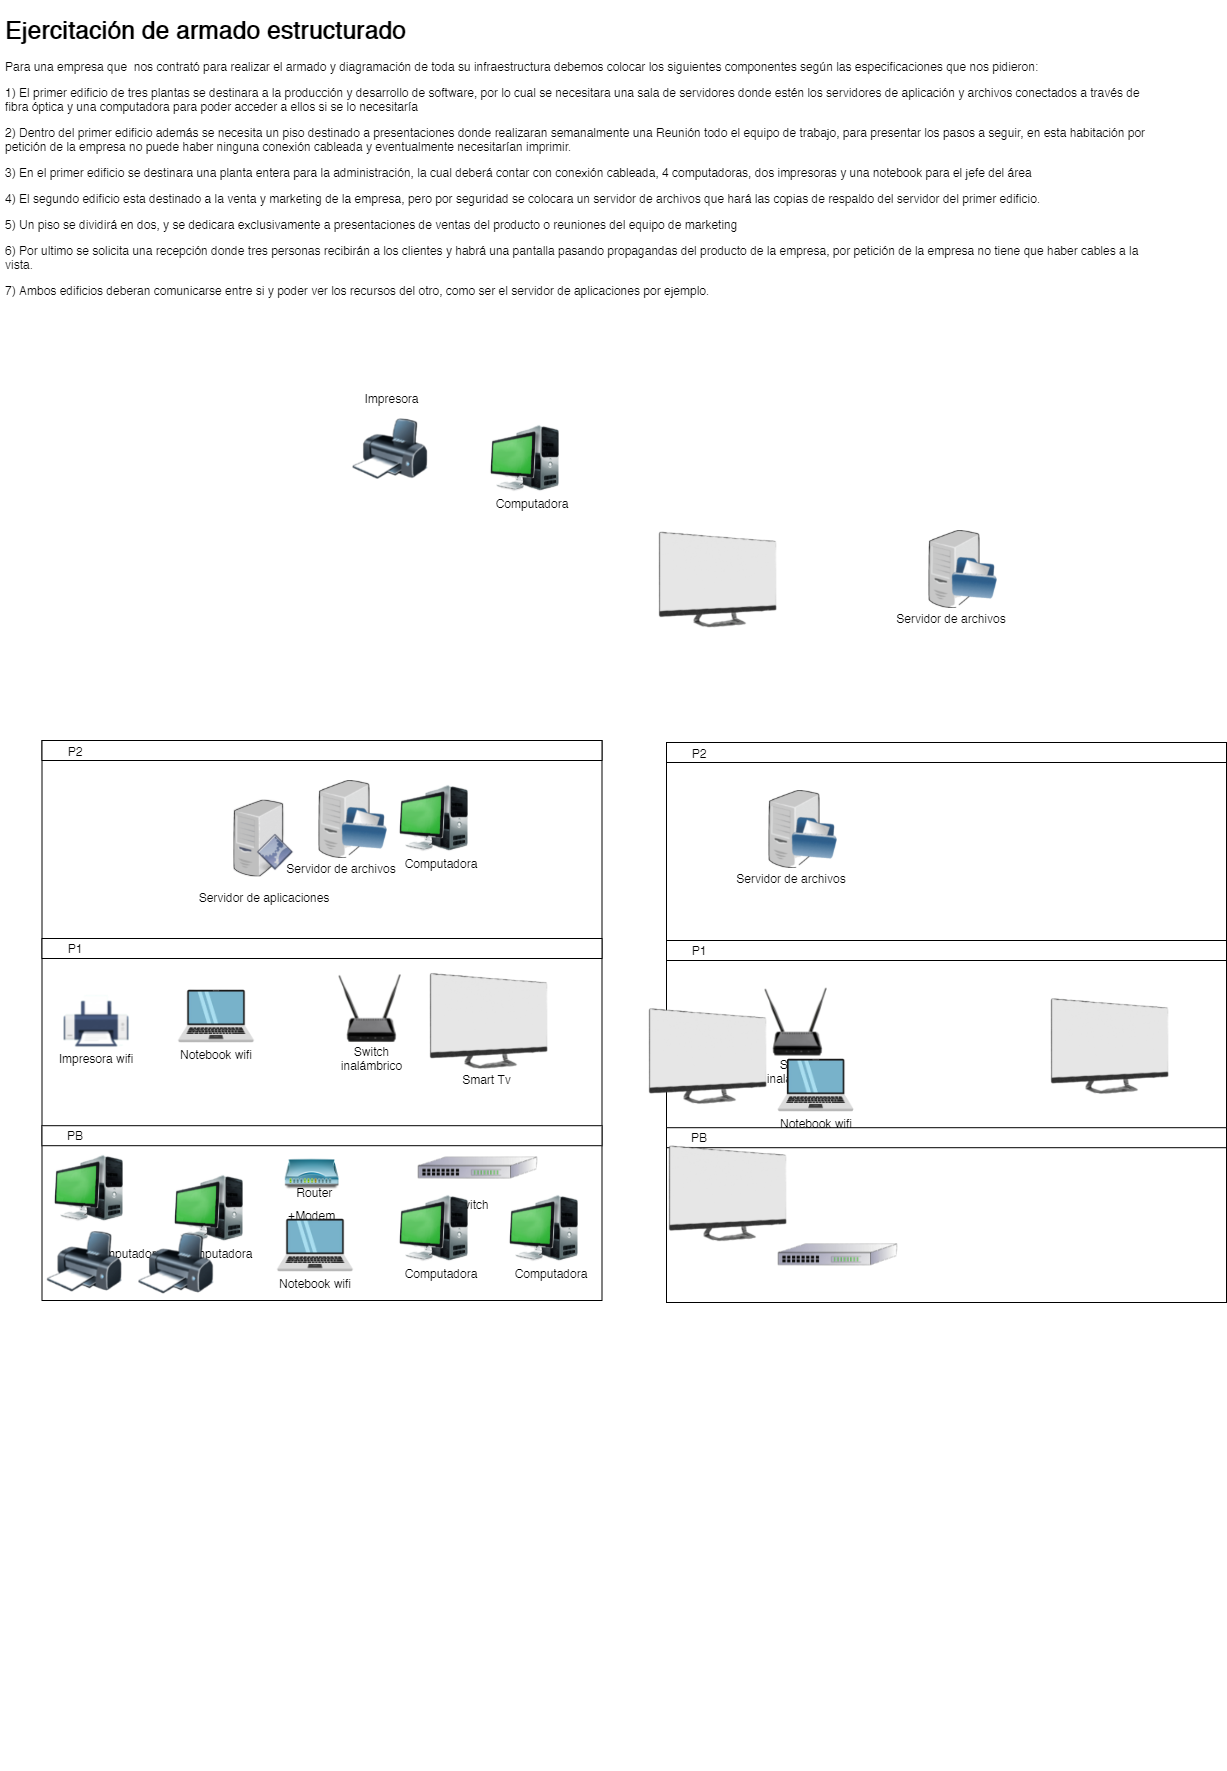 Ejercitación de armado estructurado
Para una empresa que  nos contrató para realizar el armado y diagramación de toda su infraestructura debemos colocar los siguientes componentes según las especificaciones que nos pidieron:
1) El primer edificio de tres plantas se destinara a la producción y desarrollo de software, por lo cual se necesitara una sala de servidores donde estén los servidores de aplicación y archivos conectados a través de
fibra óptica y una computadora para poder acceder a ellos si se lo necesitaría
2) Dentro del primer edificio además se necesita un piso destinado a presentaciones donde realizaran semanalmente una Reunión todo el equipo de trabajo, para presentar los pasos a seguir, en esta habitación por
petición de la empresa no puede haber ninguna conexión cableada y eventualmente necesitarían imprimir.
3) En el primer edificio se destinara una planta entera para la administración, la cual deberá contar con conexión cableada, 4 computadoras, dos impresoras y una notebook para el jefe del área
4) El segundo edificio esta destinado a la venta y marketing de la empresa, pero por seguridad se colocara un servidor de archivos que hará las copias de respaldo del servidor del primer edificio.
5) Un piso se dividirá en dos, y se dedicara exclusivamente a presentaciones de ventas del producto o reuniones del equipo de marketing
6) Por ultimo se solicita una recepción donde tres personas recibirán a los clientes y habrá una pantalla pasando propagandas del producto de la empresa, por petición de la empresa no tiene que haber cables a la
vista.
7) Ambos edificios deberan comunicarse entre si y poder ver los recursos del otro, como ser el servidor de aplicaciones por ejemplo.
Impresora
Computadora
Servidor de archivos
P2
Servidor de archivos
Computadora
Servidor de aplicaciones
P1
Impresora wifi
Notebook wifi
Switch
inalámbrico
Smart Tv
PB
Router
+Modem
Notebook wifi
Computadora
Computadora
P2
Servidor de archivos
P1
Notebook wifi
PB